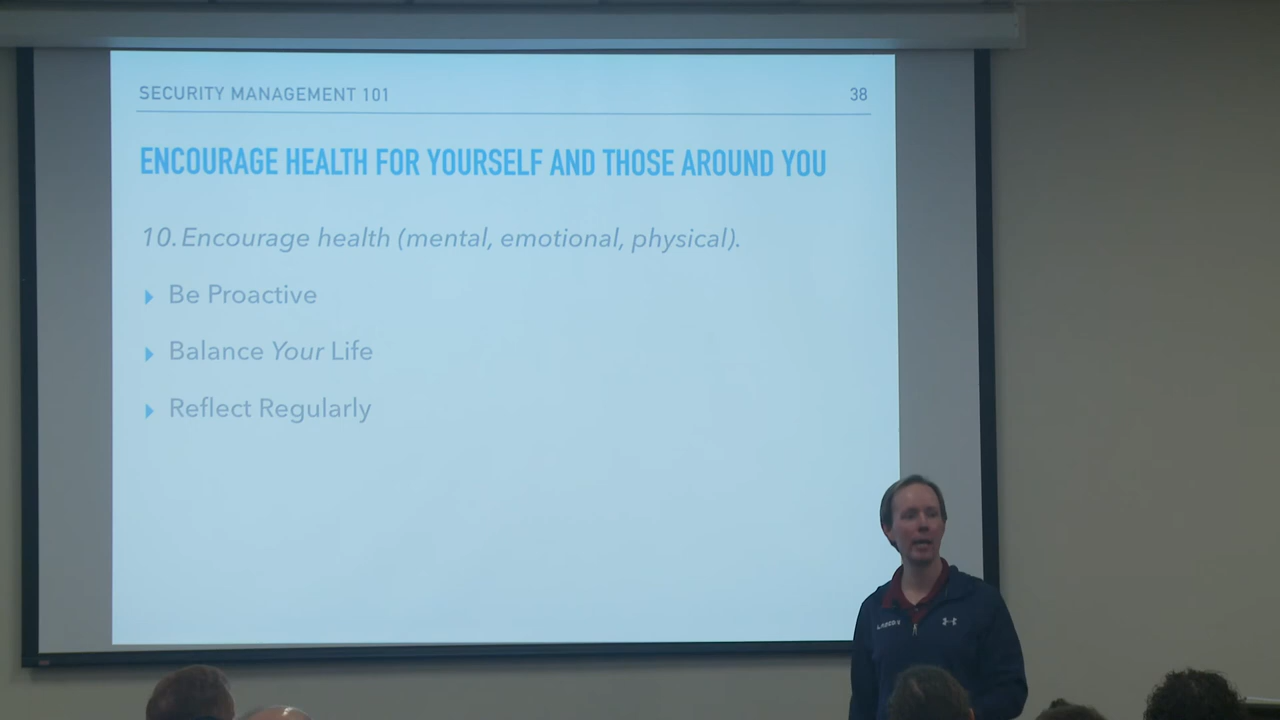 SECURITY MANAGEMENT 101
38
ENCOURAGE HEALTH FOR YOURSELF AND THOSE AROUND YOU
10. Encourage health (mental, emotional, physical).
Be Proactive
Balance Your Life
Reflect Regularly